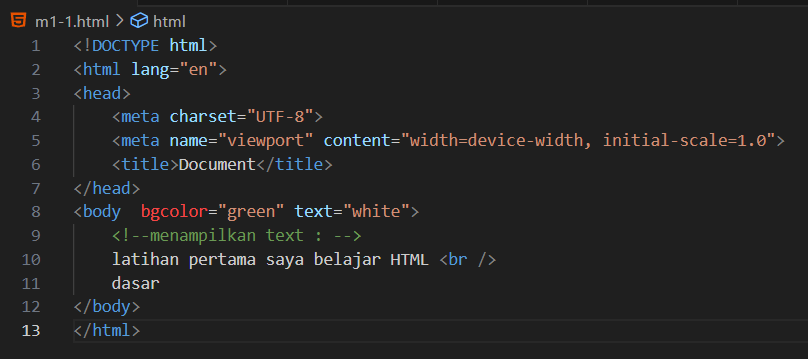 m1-1.html > html
1 <!DOCTYPE html>
2 <html lang="en">
3 <head>
4     <meta charset="UTF-8">
5     <meta name="viewport" content="width=device-width, initial-scale=1.0">
6     <title>Document</title>
7 </head>
8 <body  bgcolor="green" text="white">
9     <!--menampilkan text : -->
10     latihan pertama saya belajar HTML <br />
11     dasar
12 </body>
13 </html>